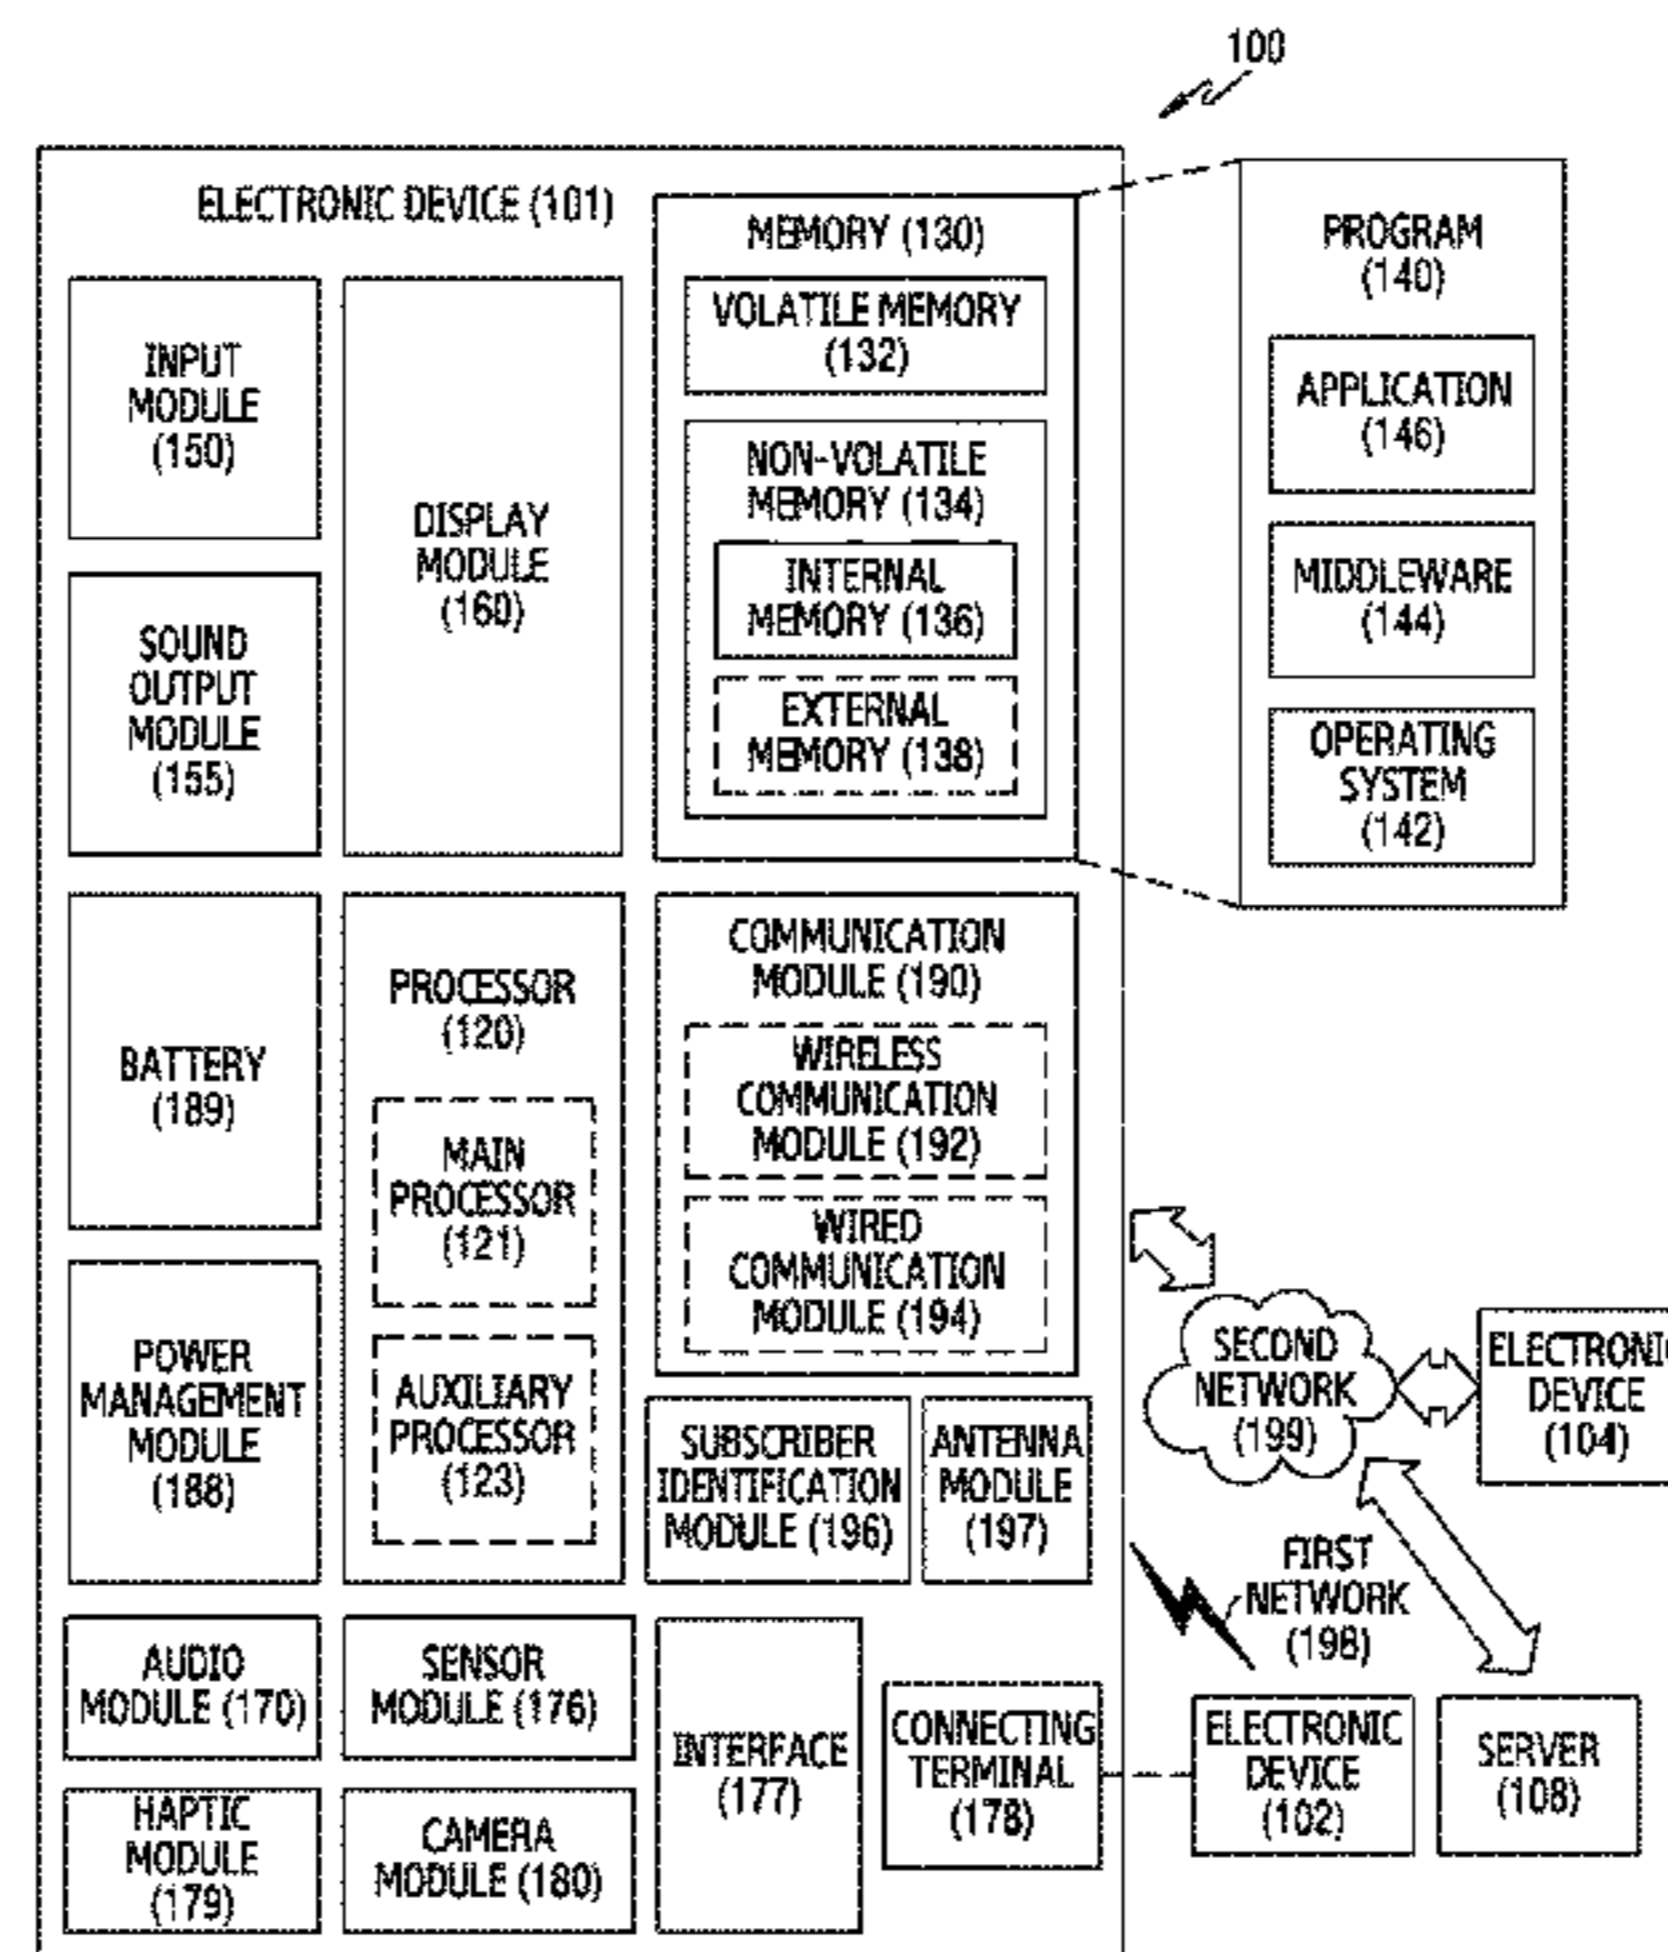 100
ELECTRONIC DEVICE (101)
INPUT
MODULE
(150)
SOUND
OUTPUT
MODULE
(155)
DISPLAY
MODULE
(160)
MEMORY (130)
VOLATILE MEMORY
(132)
NON-VOLATILE
MEMORY (134)
INTERNAL
MEMORY (136)
EXTERNAL
MEMORY (138)
PROGRAM
(140)
APPLICATION
(146)
MIDDLEWARE
(144)
OPERATING
SYSTEM
(142)
BATTERY
(189)
POWER
MANAGEMENT
MODULE
(188)
PROCESSOR
(120)
MAIN
PROCESSOR
(121)
AUXILIARY
PROCESSOR
(123)
COMMUNICATION
MODULE (190)
WIRELESS
COMMUNICATION
MODULE (192)
WIRED
COMMUNICATION
MODULE (194)
SUBSCRIBER
IDENTIFICATION
MODULE (196)
ANTENNA
MODULE
(197)
SECOND
NETWORK
(199)
ELECTRONIC
DEVICE
(104)
FIRST
NETWORK
(198)
AUDIO
MODULE (170)
SENSOR
MODULE (176)
INTERFACE
(177)
CONNECTING
TERMINAL
(178)
ELECTRONIC
DEVICE
(102)
SERVER
(108)
HAPTIC
MODULE
(179)
CAMERA
MODULE (180)